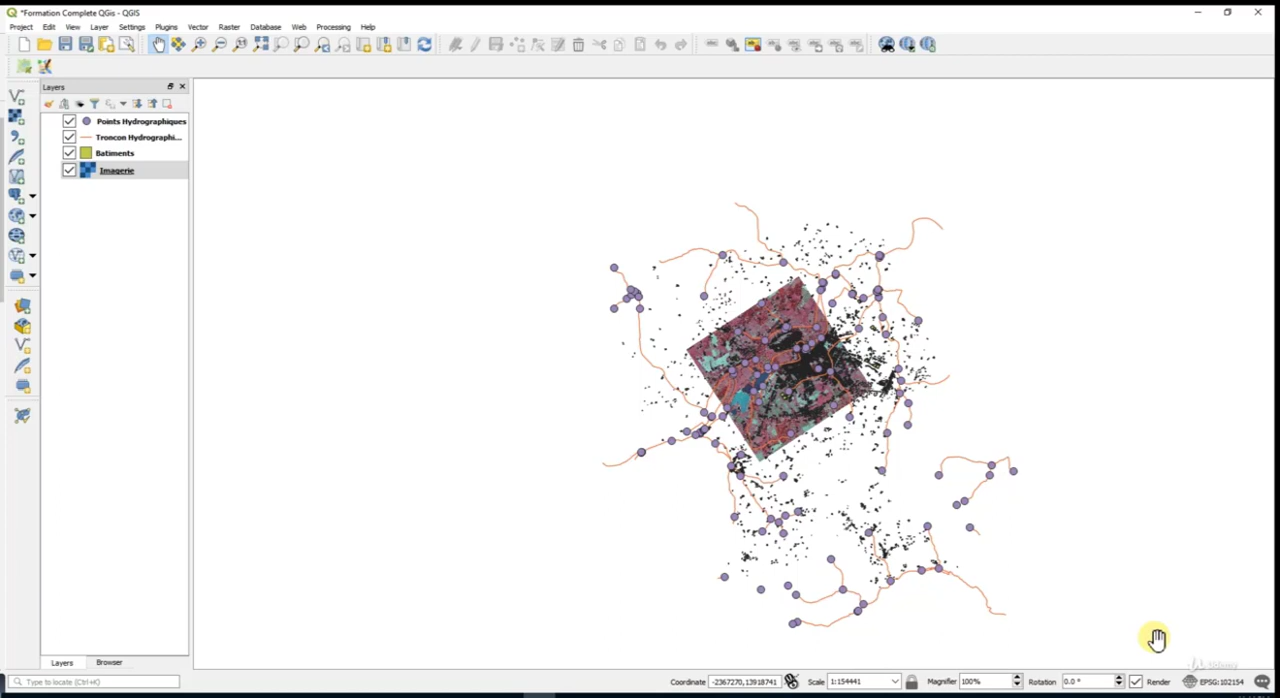 *Formation Complete QGis - QGIS
Project Edit View Layer Settings Plugins Vector Raster Database Web Processing Help
Layers
Points Hydrographiques
Troncon Hydrographi...
Batiments
Imagerie
Layers Browser
Type to locate (Ctrl+K) Coordinate -2367270,13918741 Scale 1:154441 Magnifier 100% Rotation 0.0 ° Render EPSG:102154
Udemy